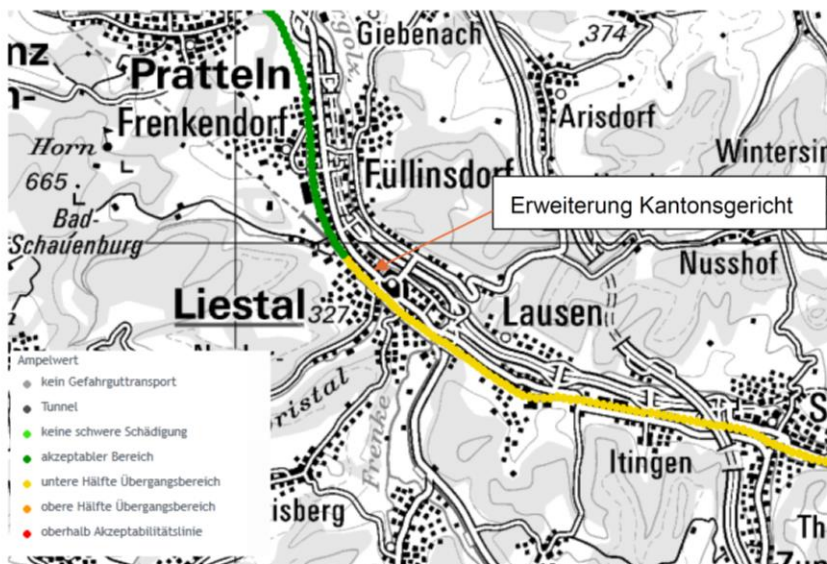 Giebenach
374
Pratteln
Arisdorf
Frenkendorf
Horn
Füllinsdorf
665
Bad-
Schauenburg
Erweiterung Kantonsgericht
Nusshof
Liestal
327
Lausen
Ampelwert
kein Gefahrguttransport
Tunnel
keine schwere Schädigung
akzeptabler Bereich
untere Hälfte Übergangsbereich
obere Hälfte Übergangsbereich
oberhalb Akzeptabilitätslinie
Frenke
Itingen
isberg
Th